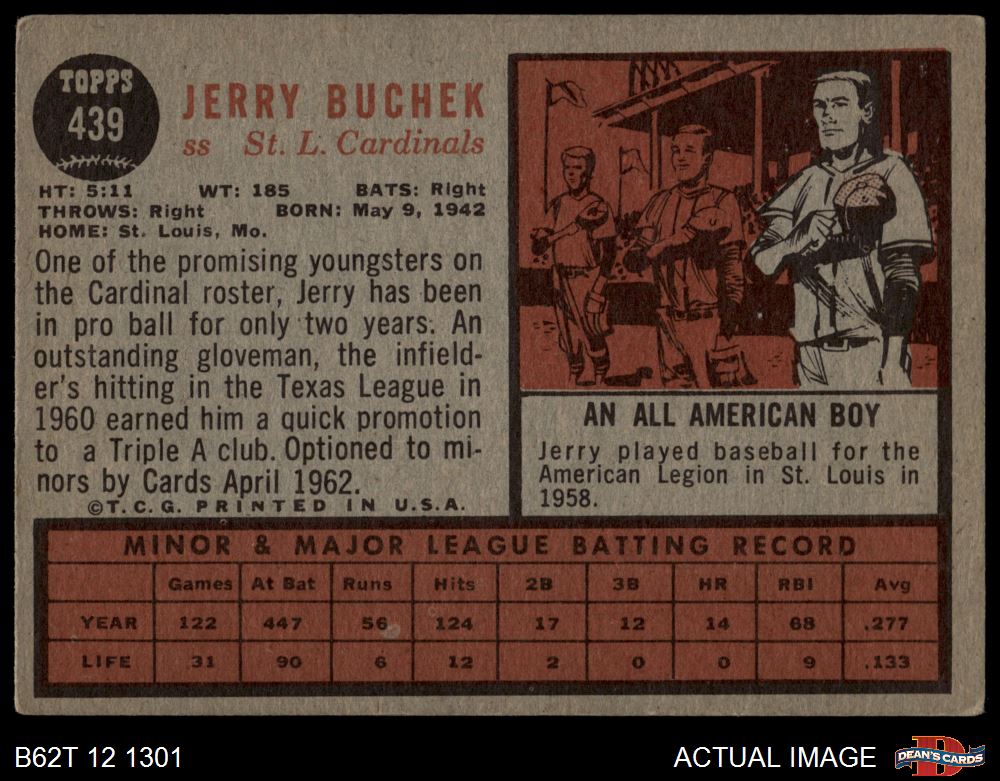 TOPPS
439
JERRY BUCHEK
ss St. L. Cardinals
HT: 5:11 WT: 185 BATS: Right
THROWS: Right BORN: May 9, 1942
HOME: St. Louis, Mo.
One of the promising youngsters on
the Cardinal roster, Jerry has been
in pro ball for only two years. An
outstanding gloveman, the infield-
er's hitting in the Texas League in
1960 earned him a quick promotion
to a Triple A club. Optioned to mi-
nors by Cards April 1962.
©T.C.G. PRINTED IN U.S.A.
AN ALL AMERICAN BOY
Jerry played baseball for the
American Legion in St. Louis in
1958.
MINOR & MAJOR LEAGUE BATTING RECORD
Games At Bat Runs Hits 2B 3B HR RBI Avg
YEAR 122 447 56 124 17 12 14 68 .277
LIFE 31 90 6 12 2 0 0 9 .133
B62T 12 1301
ACTUAL IMAGE
D
DEAN'S CARDS